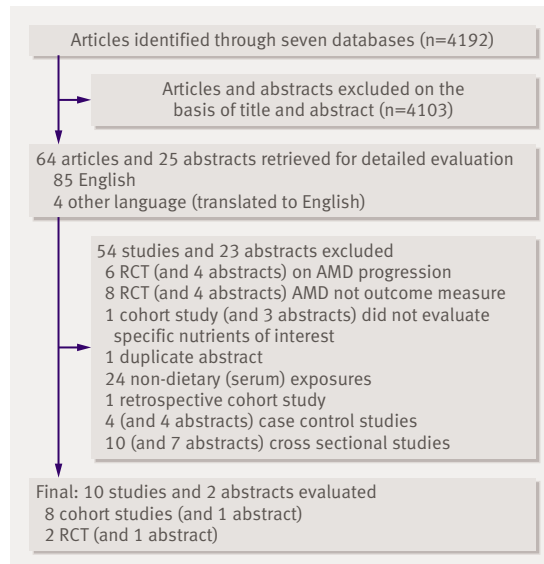 Articles identified through seven databases (n=4192)
Articles and abstracts excluded on the
basis of title and abstract (n=4103)
64 articles and 25 abstracts retrieved for detailed evaluation
85 English
4 other language (translated to English)
54 studies and 23 abstracts excluded
6 RCT (and 4 abstracts) on AMD progression
8 RCT (and 4 abstracts) AMD not outcome measure
1 cohort study (and 3 abstracts) did not evaluate
specific nutrients of interest
1 duplicate abstract
24 non-dietary (serum) exposures
1 retrospective cohort study
4 (and 4 abstracts) case control studies
10 (and 7 abstracts) cross sectional studies
Final: 10 studies and 2 abstracts evaluated
8 cohort studies (and 1 abstract)
2 RCT (and 1 abstract)